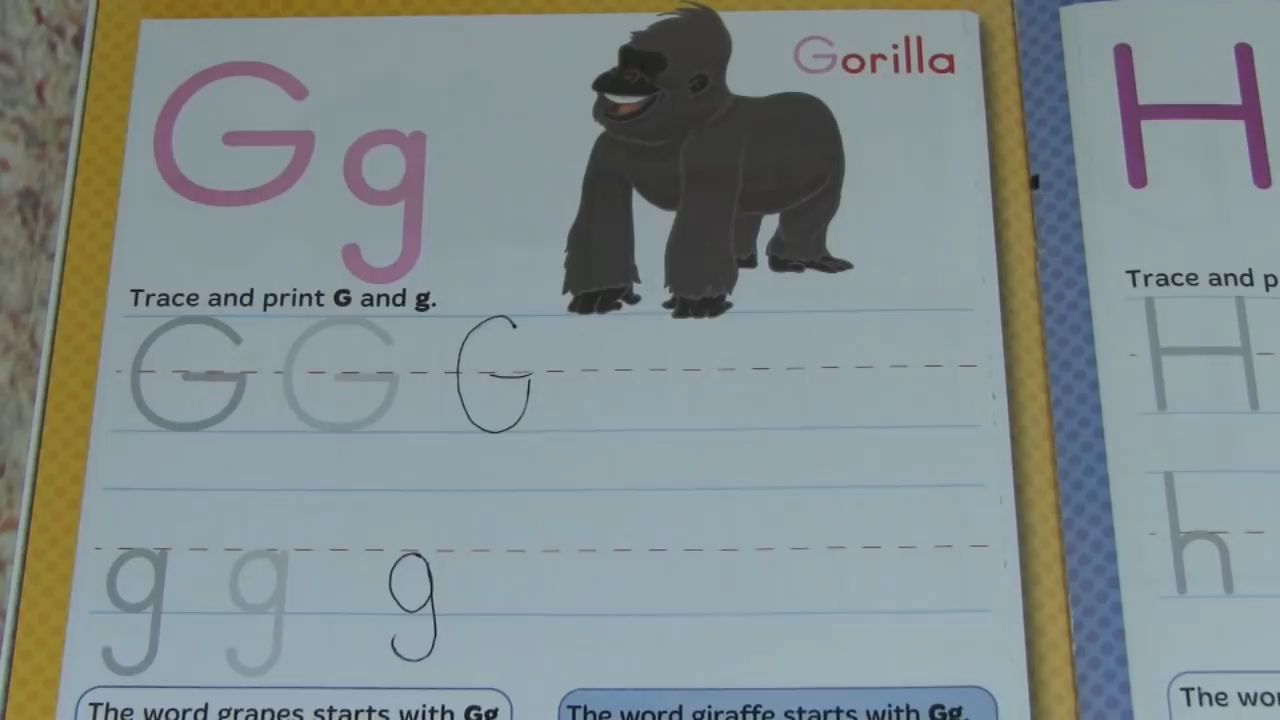 Gg
Gorilla
H
Trace and print G and g.
Trace and p
G G G
H
g g g
h
The word grapes starts with Gg
The word giraffe starts with Gg.
The wor